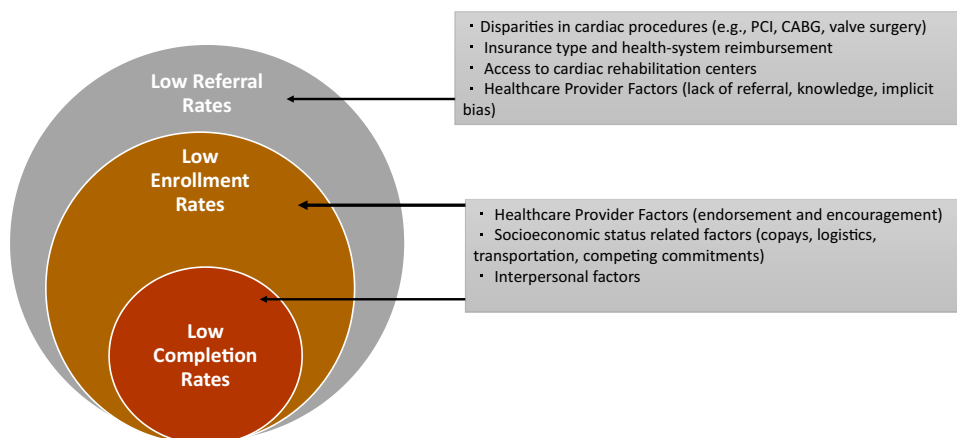 Low Referral
Rates
Low
Enrollment
Rates
Low
Completion
Rates
· Disparities in cardiac procedures (e.g., PCI, CABG, valve surgery)
· Insurance type and health-system reimbursement
· Access to cardiac rehabilitation centers
· Healthcare Provider Factors (lack of referral, knowledge, implicit
bias)
· Healthcare Provider Factors (endorsement and encouragement)
· Socioeconomic status related factors (copays, logistics,
transportation, competing commitments)
· Interpersonal factors